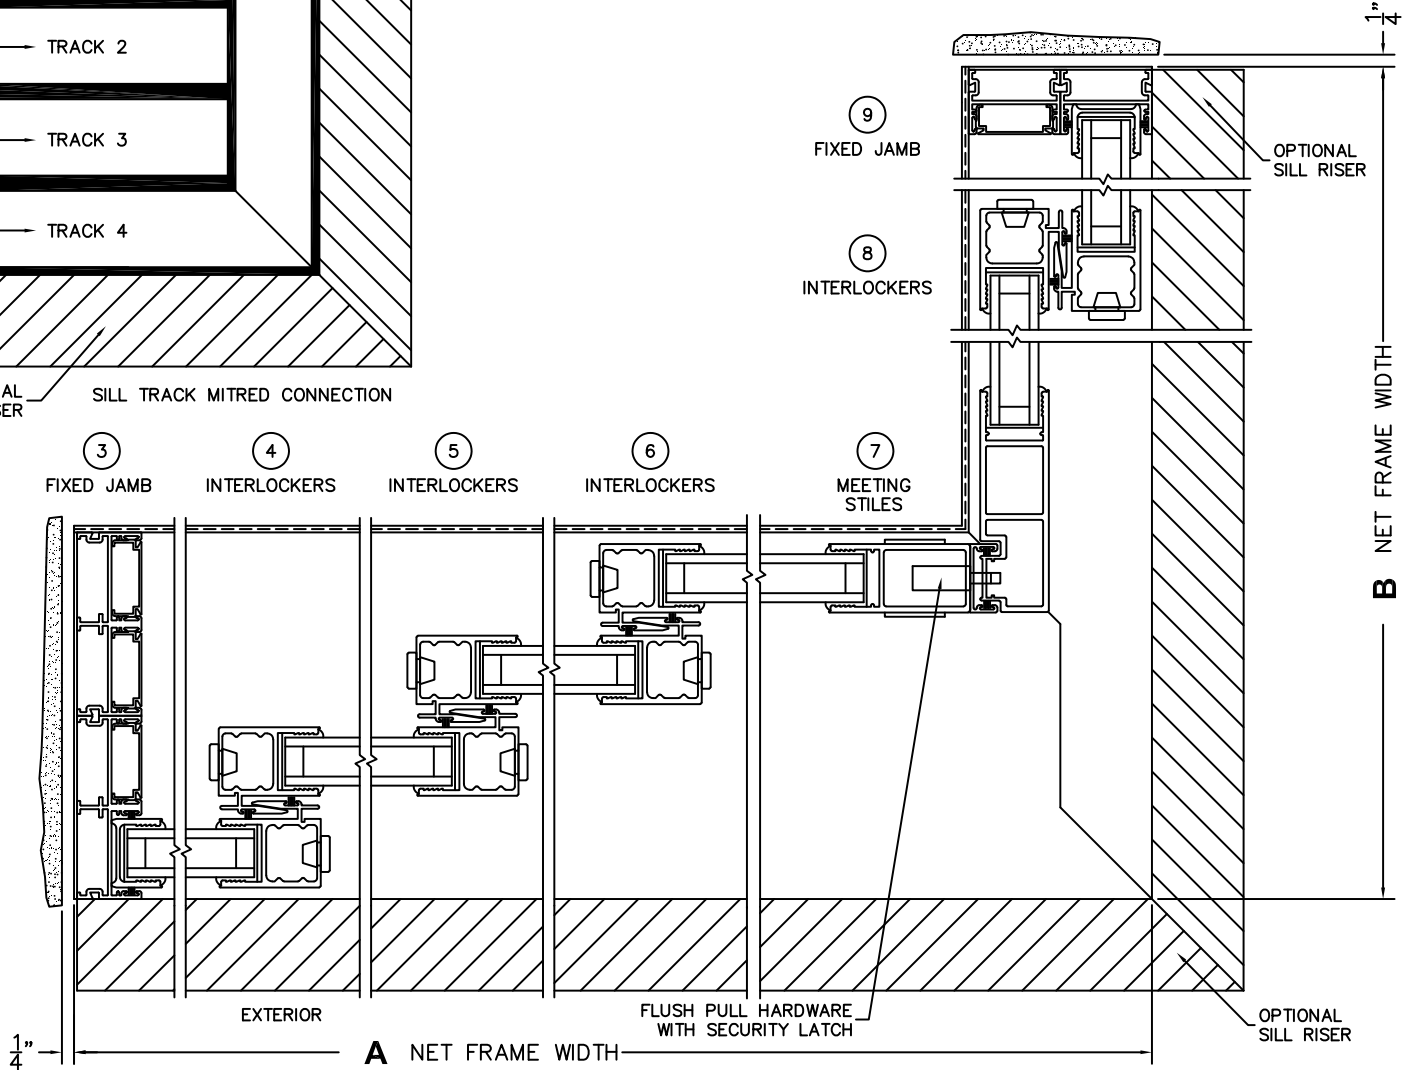 TRACK 2
TRACK 3
TRACK 4
AL
SER
SILL TRACK MITRED CONNECTION
9
FIXED JAMB
8
INTERLOCKERS
OPTIONAL
SILL RISER
1/4"
B NET FRAME WIDTH
3
FIXED JAMB
4
INTERLOCKERS
5
INTERLOCKERS
6
INTERLOCKERS
7
MEETING
STILES
EXTERIOR
FLUSH PULL HARDWARE
WITH SECURITY LATCH
OPTIONAL
SILL RISER
1/4"
A NET FRAME WIDTH